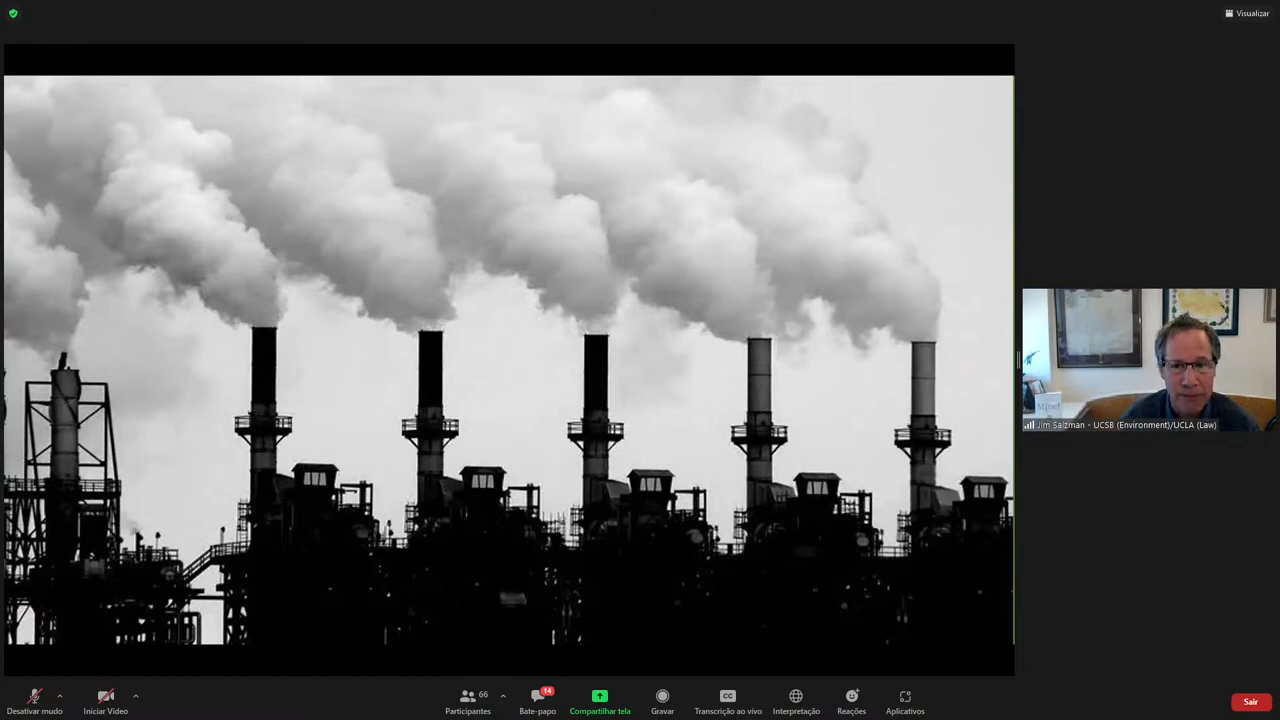 Visualizar
Jim Salzman - UCSB (Environment)/UCLA (Law)
Desativar mudo
Iniciar Vídeo
66
Participantes
14
Bate-papo
Compartilhar tela
Gravar
CC
Transcrição ao vivo
Interpretação
Reações
Aplicativos
Sair